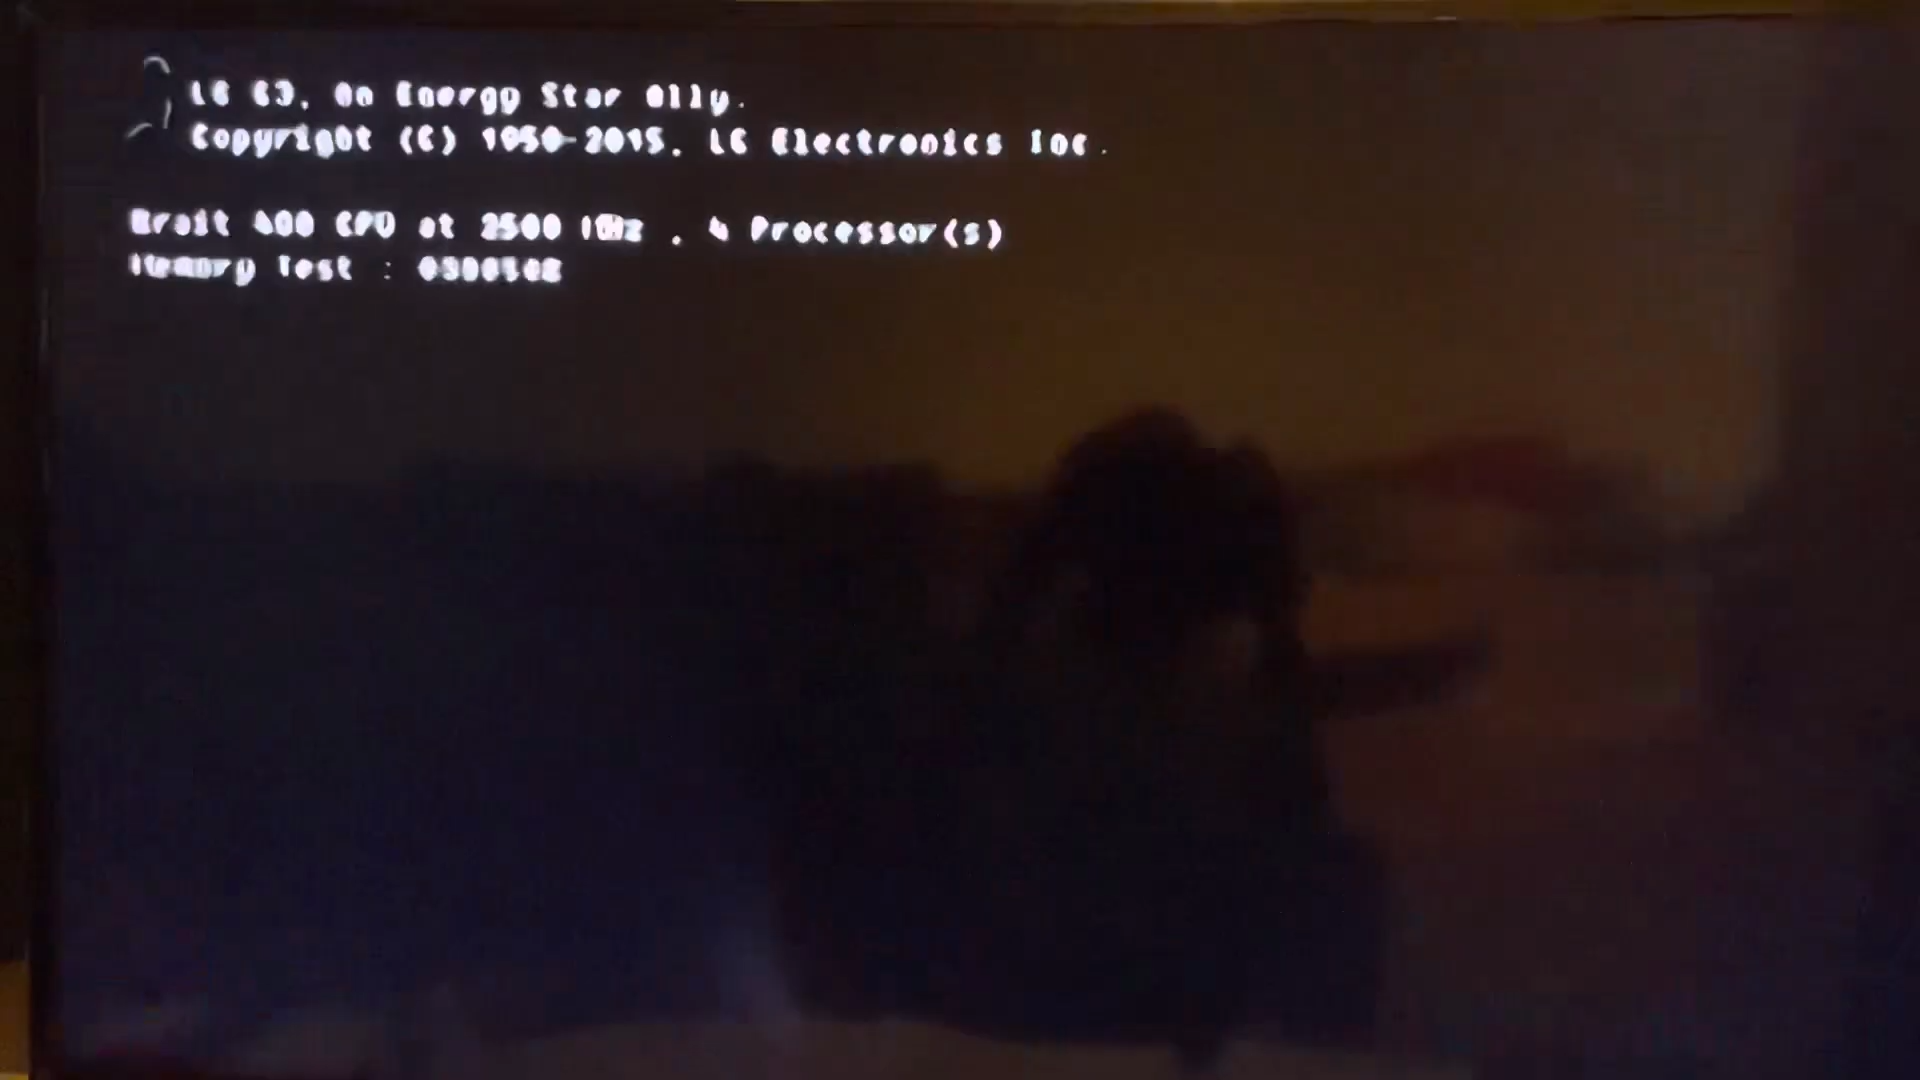 LG G3, An Energy Star Ally.
Copyright (C) 1950-2015, LG Electronics Inc.
400 CPU at 2500 MHz , 4 Processor(s)
Memory Test :